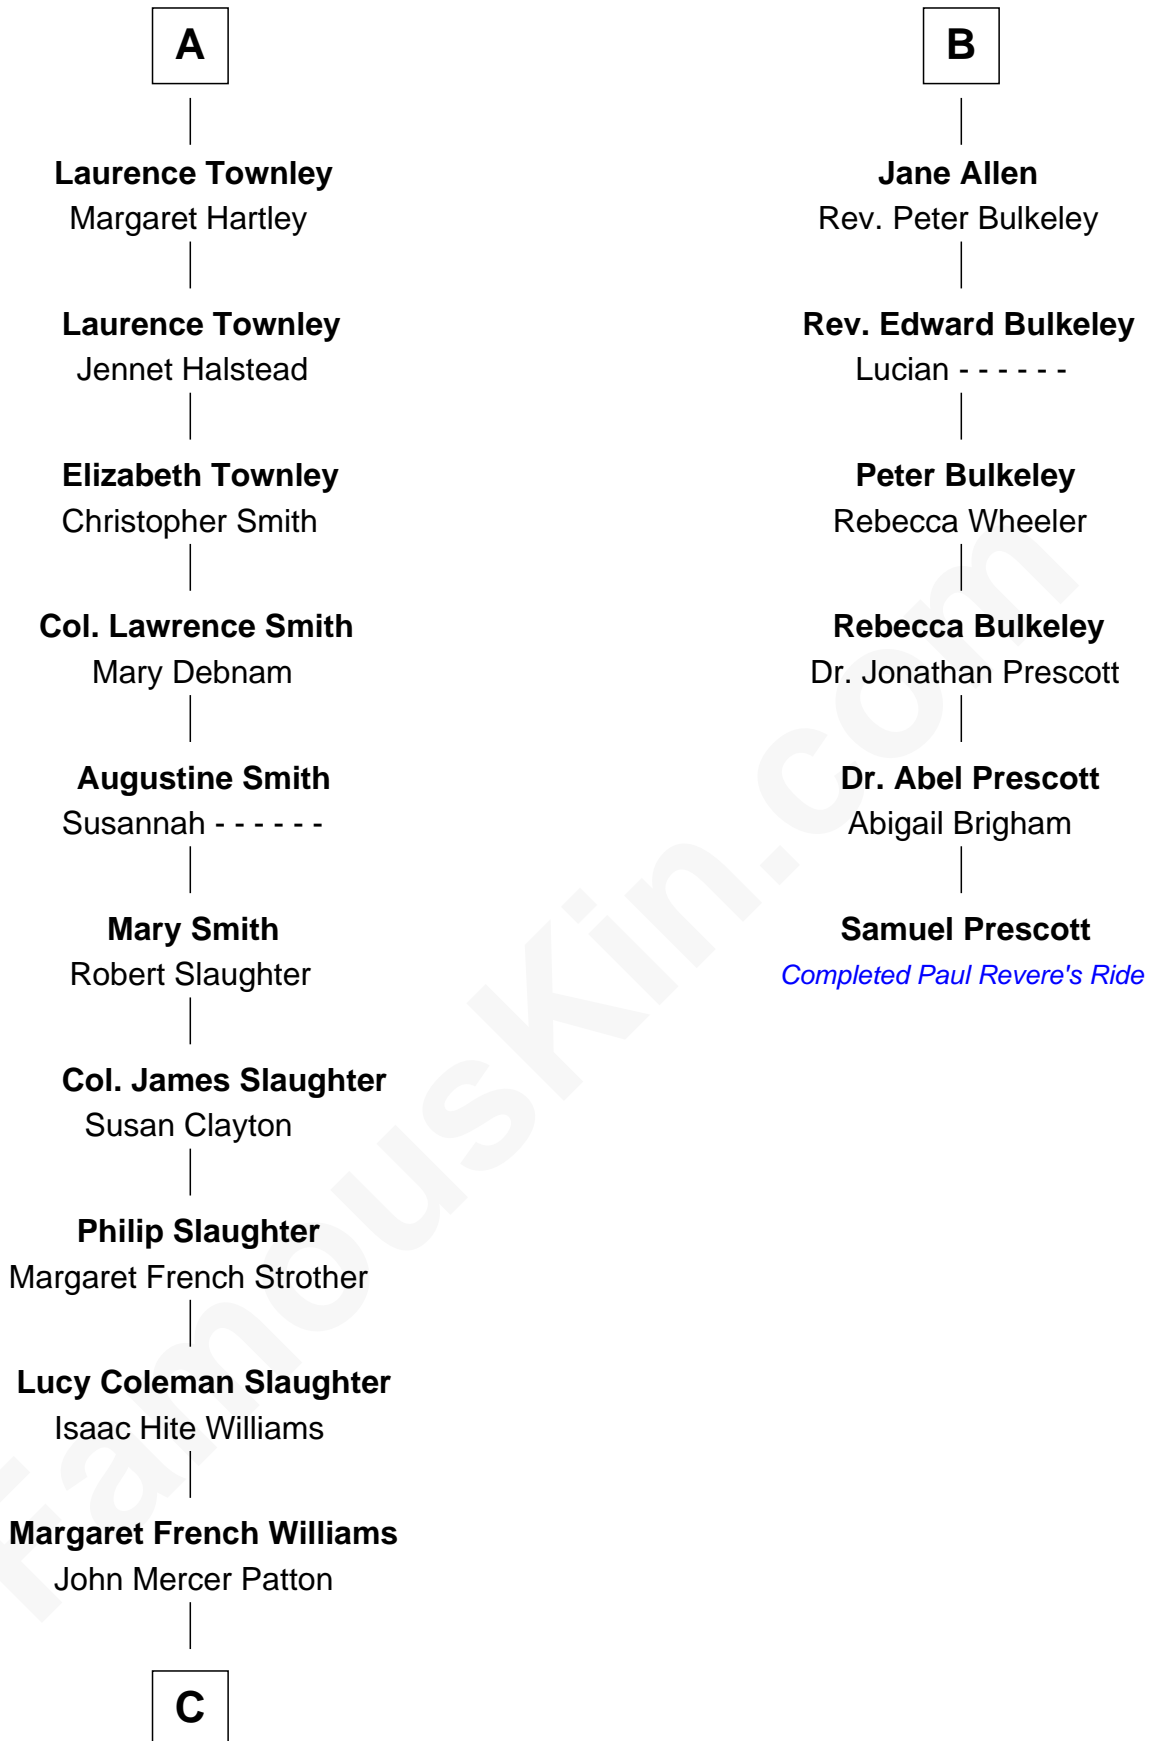 A
Laurence Townley
Margaret Hartley
Laurence Townley
Jennet Halstead
Elizabeth Townley
Christopher Smith
Col. Lawrence Smith
Mary Debnam
Augustine Smith
Susannah - - - - - -
Mary Smith
Robert Slaughter
Col. James Slaughter
Susan Clayton
Philip Slaughter
Margaret French Strother
Lucy Coleman Slaughter
Isaac Hite Williams
Margaret French Williams
John Mercer Patton
C
B
Jane Allen
Rev. Peter Bulkeley
Rev. Edward Bulkeley
Lucian - - - - - -
Peter Bulkeley
Rebecca Wheeler
Rebecca Bulkeley
Dr. Jonathan Prescott
Dr. Abel Prescott
Abigail Brigham
Samuel Prescott
Completed Paul Revere's Ride
FamousKin.com